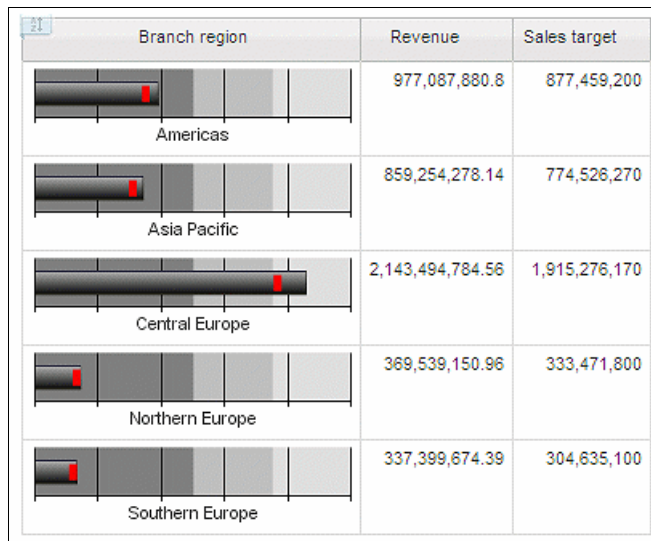 Branch region Revenue Sales target
977,087,880.8 877,459,200
Americas
859,254,278.14 774,526,270
Asia Pacific
2,143,494,784.56 1,915,276,170
Central Europe
369,539,150.96 333,471,800
Northern Europe
337,399,674.39 304,635,100
Southern Europe